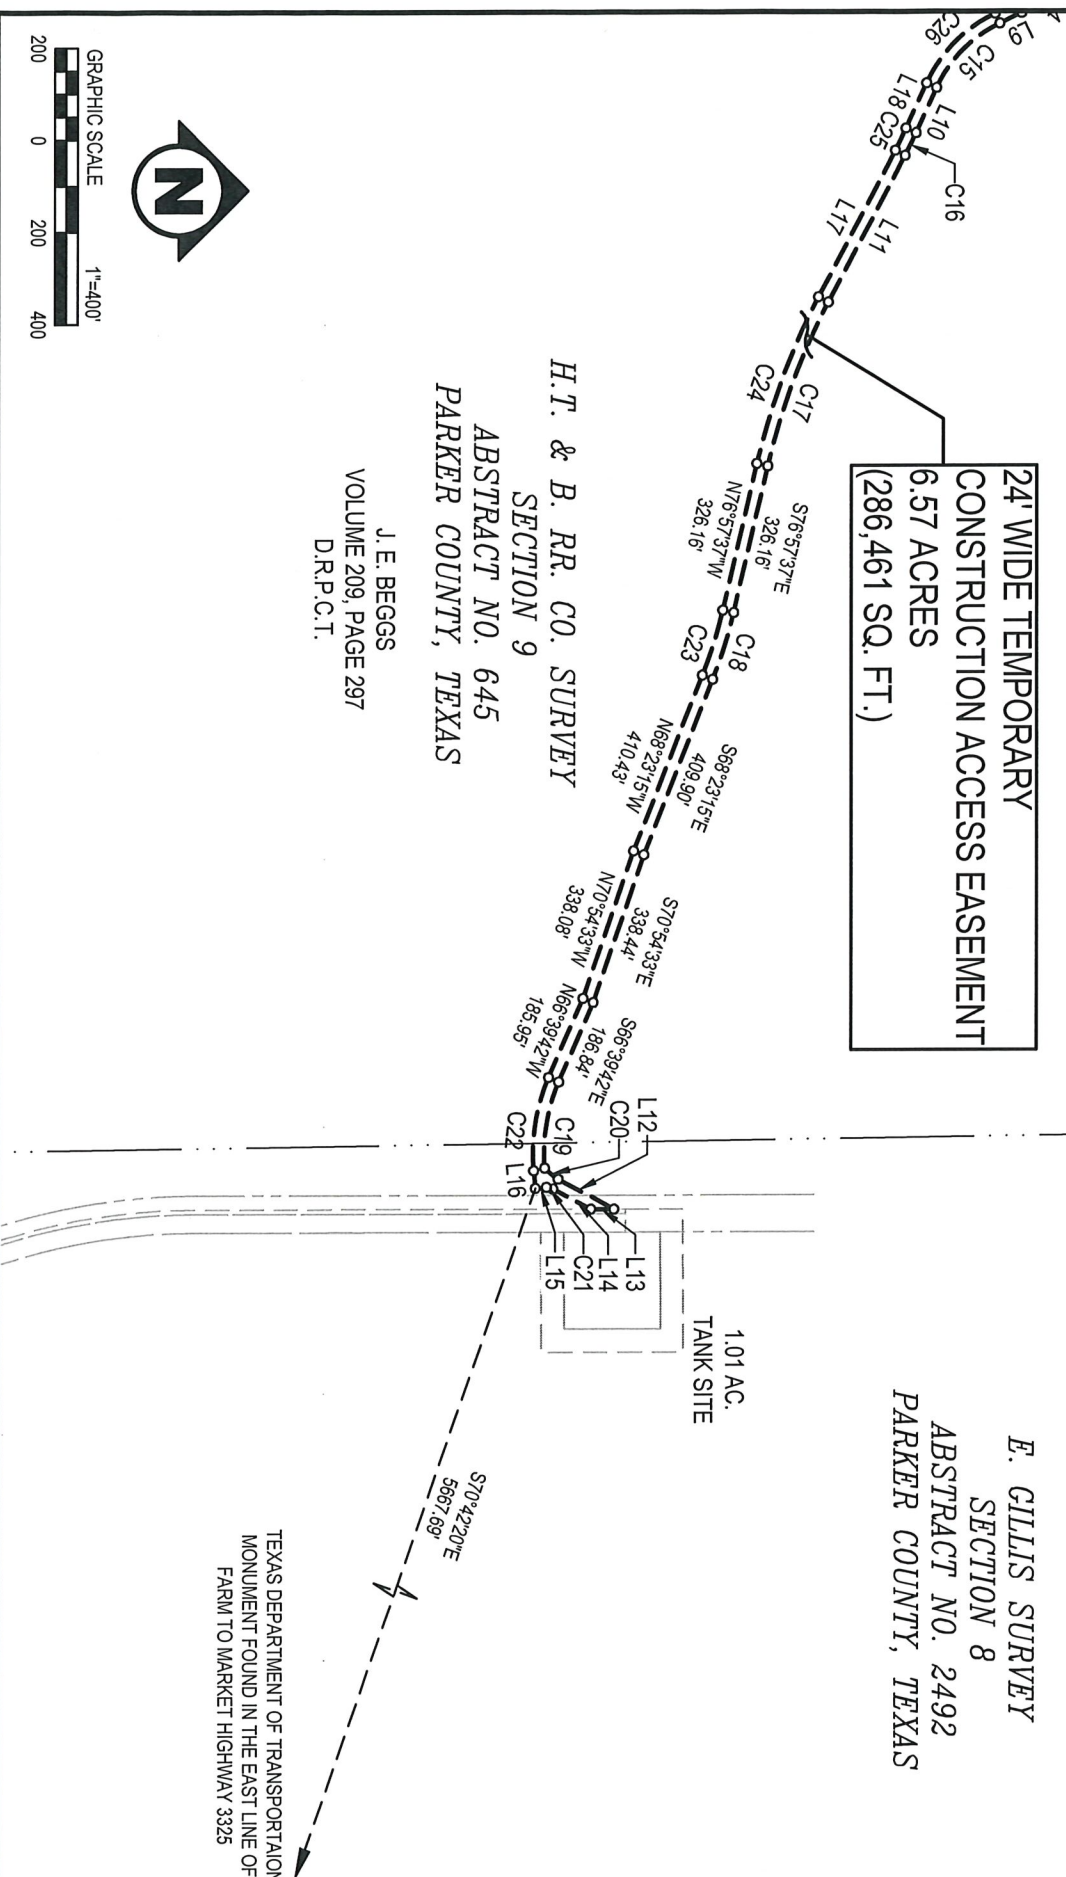 24' WIDE TEMPORARY
CONSTRUCTION ACCESS EASEMENT
6.57 ACRES
(286,461 SQ. FT.)
E. GILLIS SURVEY
SECTION 8
ABSTRACT NO. 2492
PARKER COUNTY, TEXAS
L9
C15
C26
L10
L18
C25
C16
L11
L17
C17
C24
S76°57'37"E
326.16'
N76°57'37"W
326.16'
C18
C23
S68°23'15"E
409.90'
N68°23'15"W
410.43'
S70°54'33"E
338.44'
N70°54'33"W
338.08'
S66°39'42"E
186.84'
N66°39'42"W
185.95'
L12
C20
C19
C22
L16
L13
L14
C21
L15
1.01 AC.
TANK SITE
H.T. & B. RR. CO. SURVEY
SECTION 9
ABSTRACT NO. 645
PARKER COUNTY, TEXAS
J. E. BEGGS
VOLUME 209, PAGE 297
D.R.P.C.T.
S70°42'20"E
5667.69'
TEXAS DEPARTMENT OF TRANSPORTAION
MONUMENT FOUND IN THE EAST LINE OF
FARM TO MARKET HIGHWAY 3325
N
GRAPHIC SCALE 1"=400'
200 0 200 400